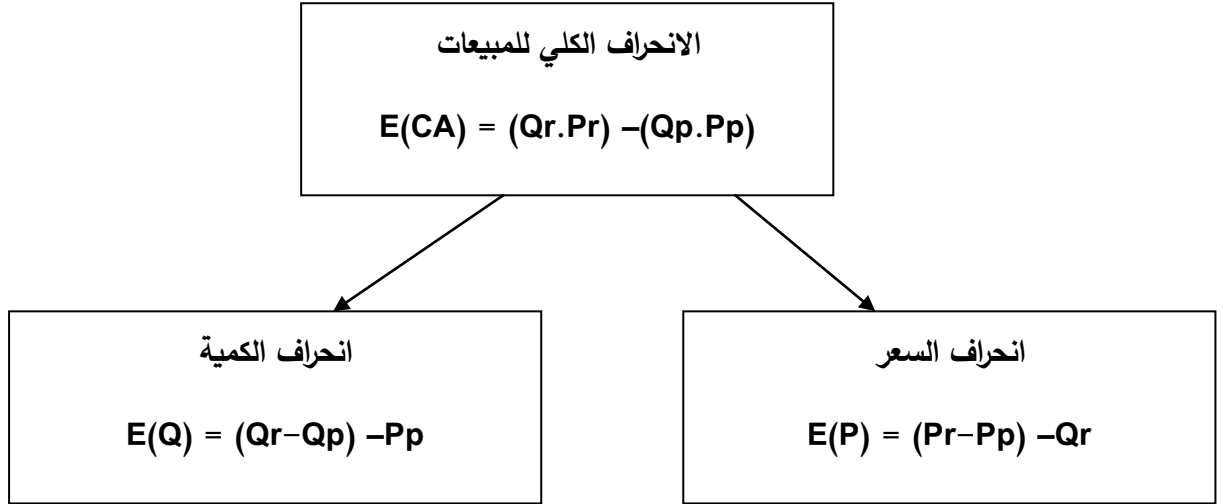 الانحراف الكلي للمبيعات
E(CA) = (Qr.Pr) –(Qp.Pp)
انحراف الكمية
E(Q) = (Qr-Qp) –Pp
انحراف السعر
E(P) = (Pr-Pp) –Qr